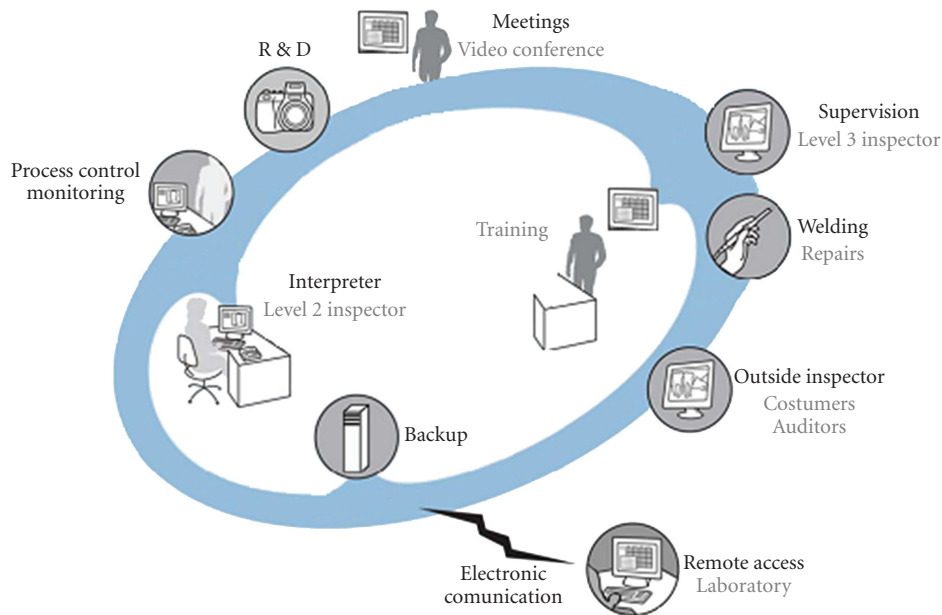 Meetings
Video conference
R & D
Supervision
Level 3 inspector
Process control
monitoring
Training
Welding
Repairs
Interpreter
Level 2 inspector
Outside inspector
Costumers
Auditors
Backup
Electronic
comunication
Remote access
Laboratory